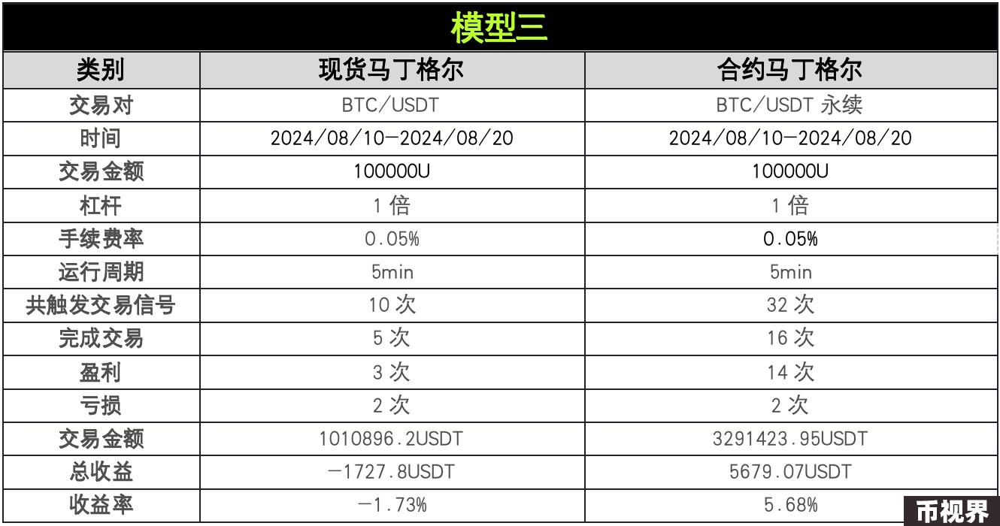 模型三
类别 现货马丁格尔 合约马丁格尔
交易对 BTC/USDT BTC/USDT 永续
时间 2024/08/10-2024/08/20 2024/08/10-2024/08/20
交易金额 100000U 100000U
杠杆 1 倍 1 倍
手续费率 0.05% 0.05%
运行周期 5min 5min
共触发交易信号 10 次 32 次
完成交易 5 次 16 次
盈利 3 次 14 次
亏损 2 次 2 次
交易金额 1010896.2USDT 3291423.95USDT
总收益 -1727.8USDT 5679.07USDT
收益率 -1.73% 5.68%
币视界